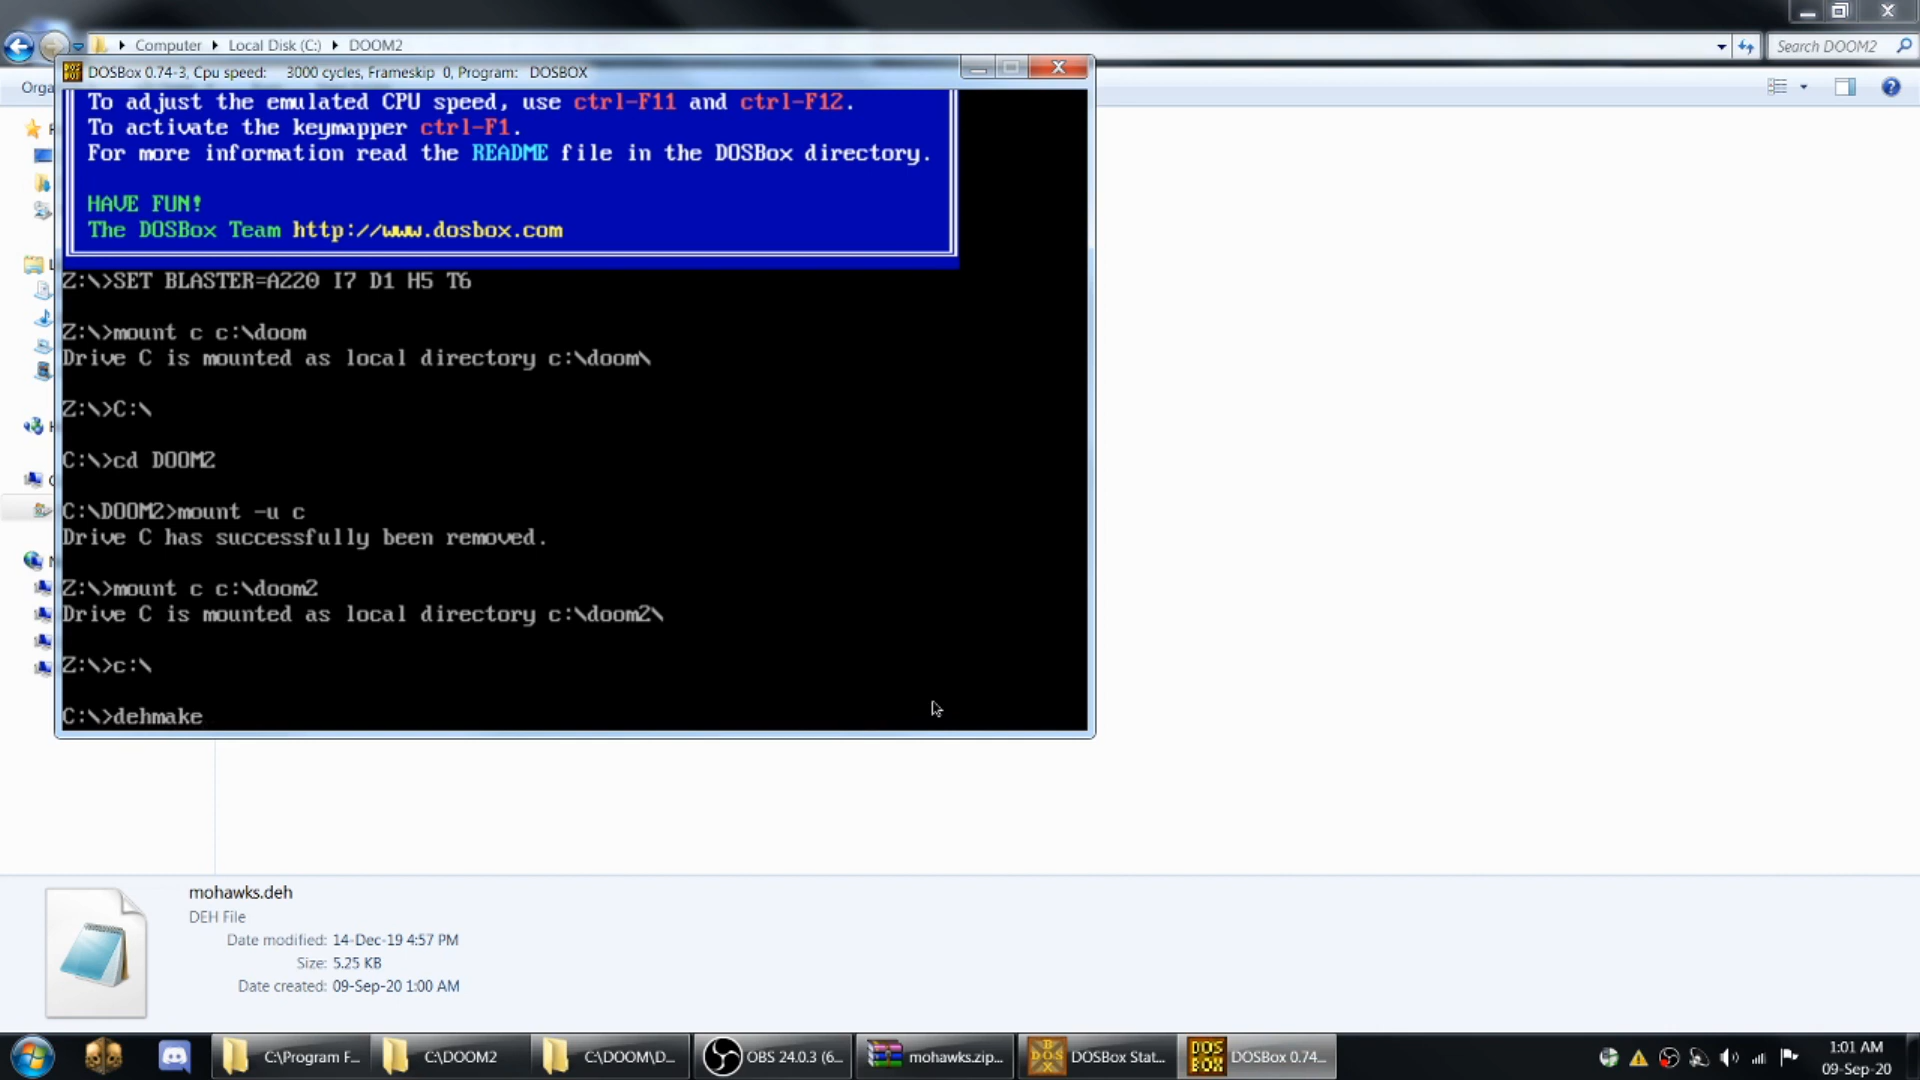 Computer ▸ Local Disk (C:) ▸ DOOM2
Search DOOM2
Orga
DOSBox 0.74-3, Cpu speed: 3000 cycles, Frameskip 0, Program: DOSBOX
To adjust the emulated CPU speed, use ctrl-F11 and ctrl-F12.
To activate the keymapper ctrl-F1.
For more information read the README file in the DOSBox directory.
HAVE FUN!
The DOSBox Team http://www.dosbox.com
Z:\>SET BLASTER=A220 I7 D1 H5 T6
Z:\>mount c c:\doom
Drive C is mounted as local directory c:\doom\
Z:\>C:\
C:\>cd DOOM2
C:\DOOM2>mount -u c
Drive C has successfully been removed.
Z:\>mount c c:\doom2
Drive C is mounted as local directory c:\doom2\
Z:\>c:\
C:\>dehmake
mohawks.deh
DEH File
Date modified: 14-Dec-19 4:57 PM
Size: 5.25 KB
Date created: 09-Sep-20 1:00 AM
C:\Program F...
C:\DOOM2
C:\DOOM\D...
OBS 24.0.3 (6...
mohawks.zip...
DOSBox Stat...
DOSBox 0.74...
1:01 AM
09-Sep-20